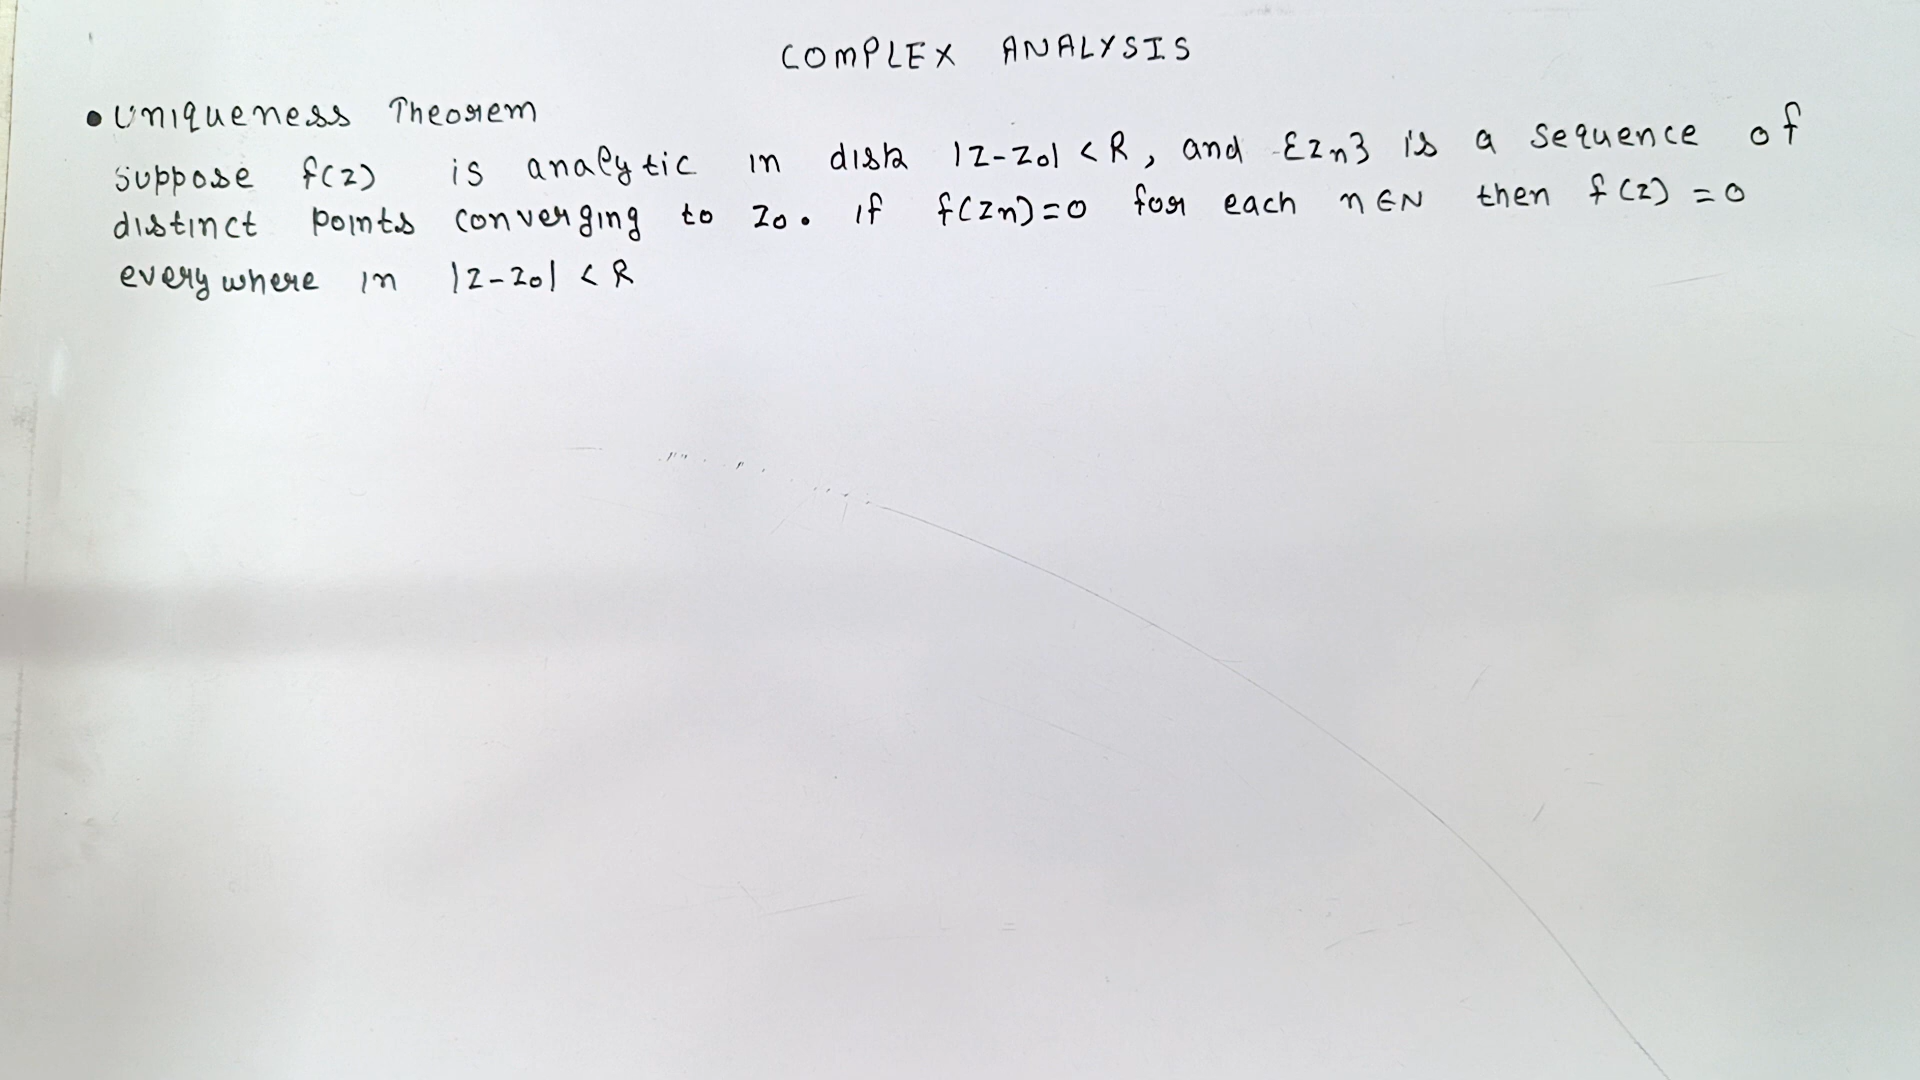 COMPLEX ANALYSIS
• Uniqueness Theorem
suppose f(z) is analytic in disk |z-z₀| < R, and {zn} is a sequence of
distinct points converging to z₀. if f(zn)=0 for each n∈N then f(z) = 0
everywhere in |z-z₀| < R